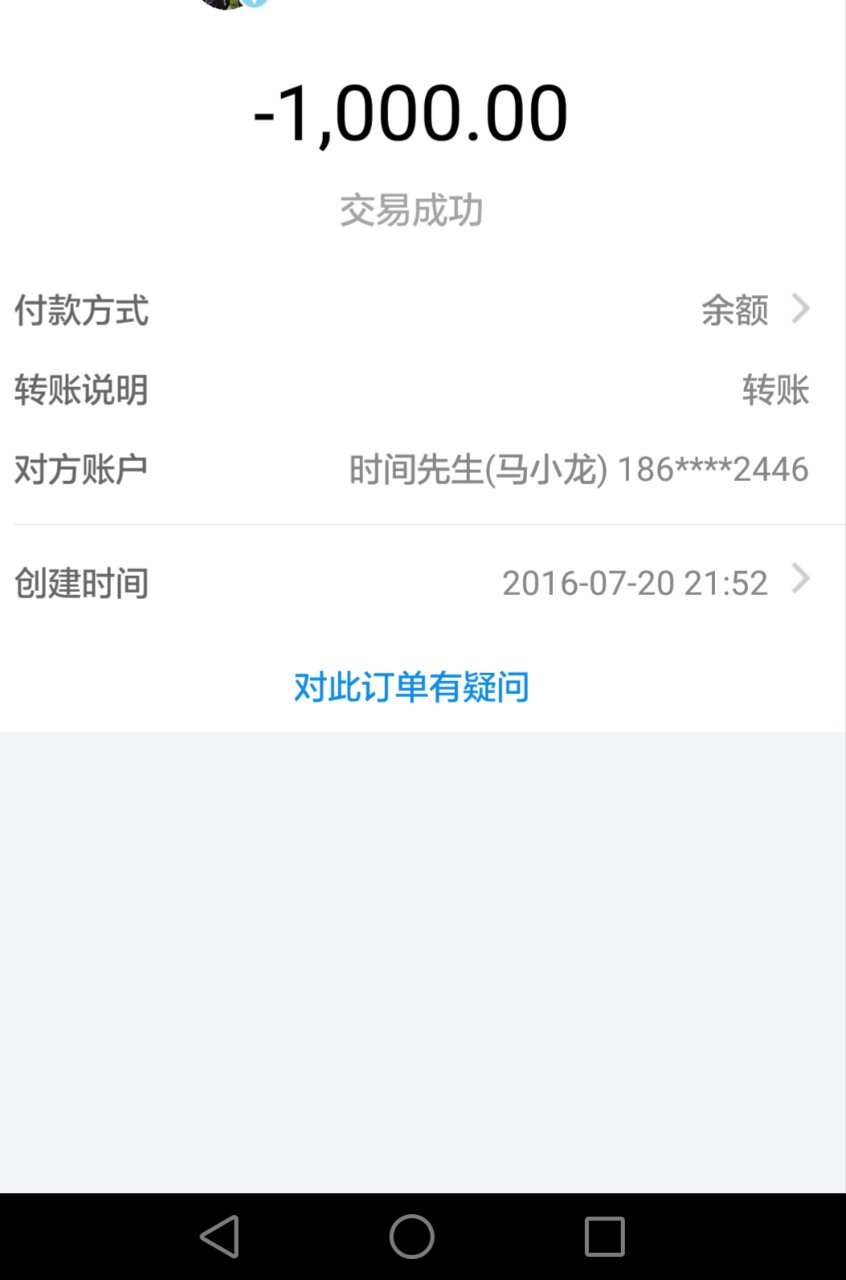 -1,000.00
交易成功
付款方式 余额
转账说明 转账
对方账户 时间先生(马小龙) 186****2446
创建时间 2016-07-20 21:52
对此订单有疑问